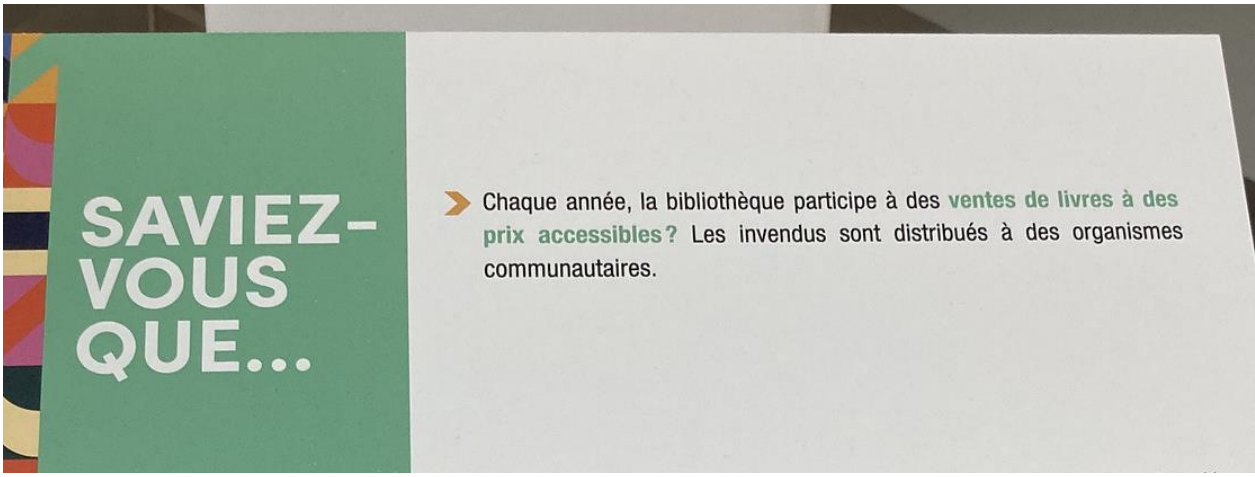 SAVIEZ-
VOUS
QUE...
Chaque année, la bibliothèque participe à des ventes de livres à des
prix accessibles? Les invendus sont distribués à des organismes
communautaires.